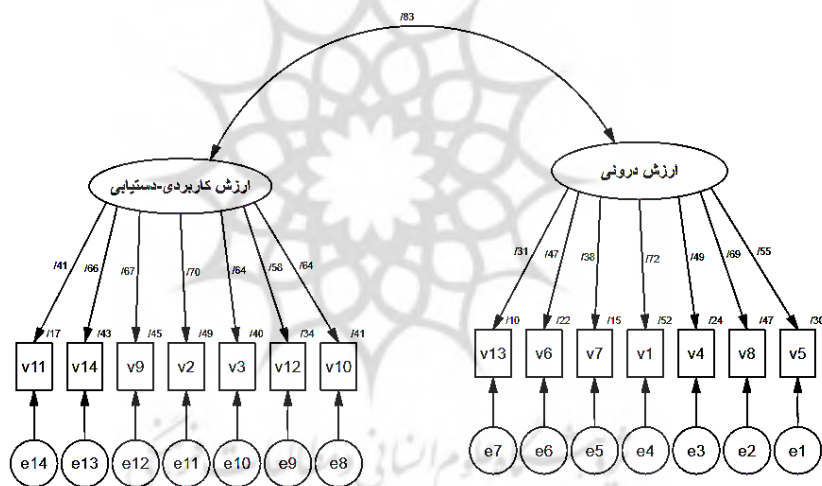 /83
ارزش کاربردی-دستیابی
ارزش درونی
/41 /66 /67 /70 /64 /58 /64
/31 /47 /38 /72 /49 /69 /55
/17 /43 /45 /49 /40 /34 /41
/10 /22 /15 /52 /24 /47 /30
v11 v14 v9 v2 v3 v12 v10
v13 v6 v7 v1 v4 v8 v5
e14 e13 e12 e11 e10 e9 e8
e7 e6 e5 e4 e3 e2 e1